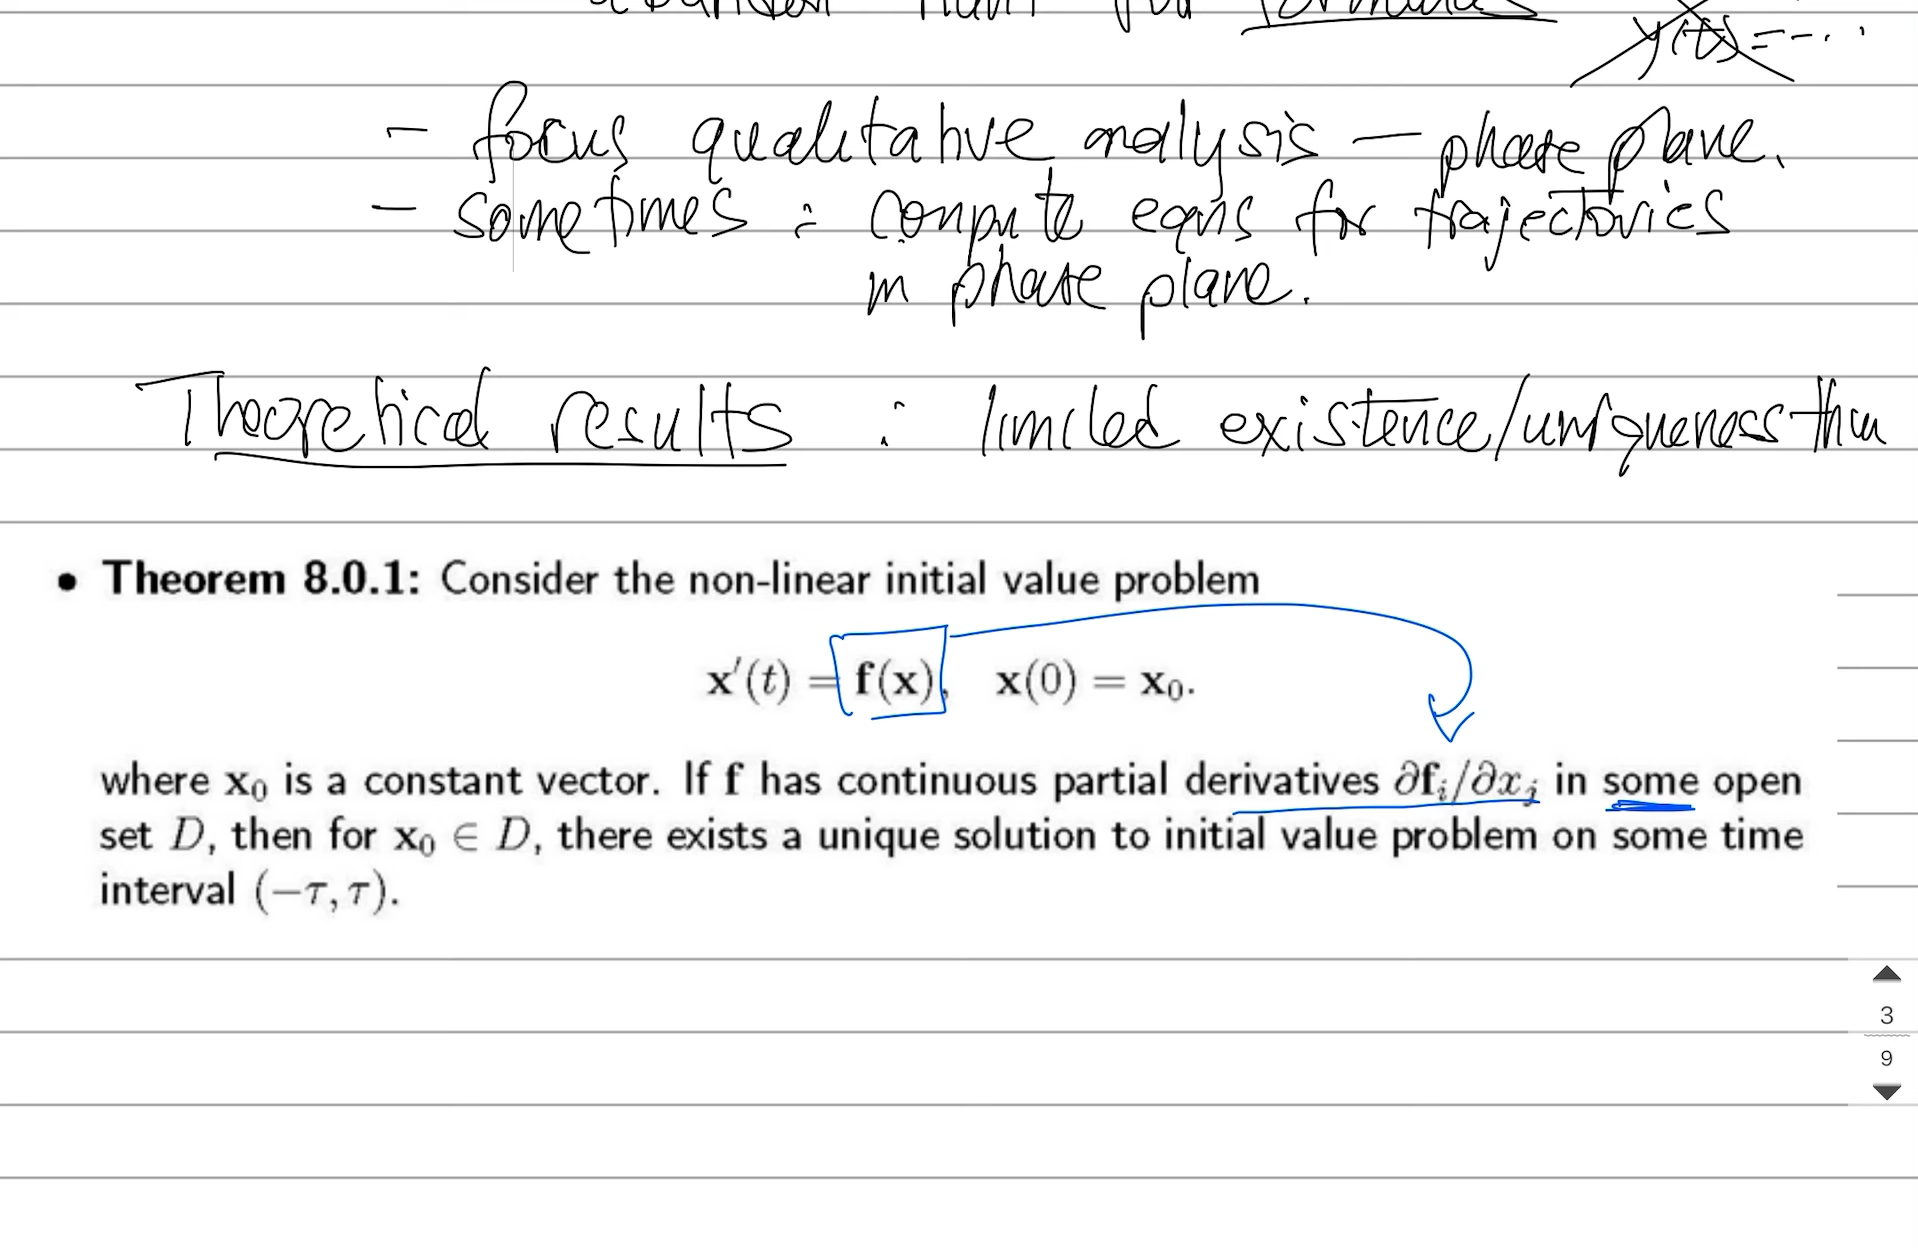 y(t) = - . . .
- focus qualitative analysis — phase plane.
- sometimes : compute eqns for trajectories
in phase plane.
Theoretical results : limited existence/uniqueness thm
• Theorem 8.0.1: Consider the non-linear initial value problem
x'(t) = f(x), x(0) = x₀.
where x₀ is a constant vector. If f has continuous partial derivatives ∂fᵢ/∂xⱼ in some open
set D, then for x₀ ∈ D, there exists a unique solution to initial value problem on some time
interval (−τ, τ).
3
9